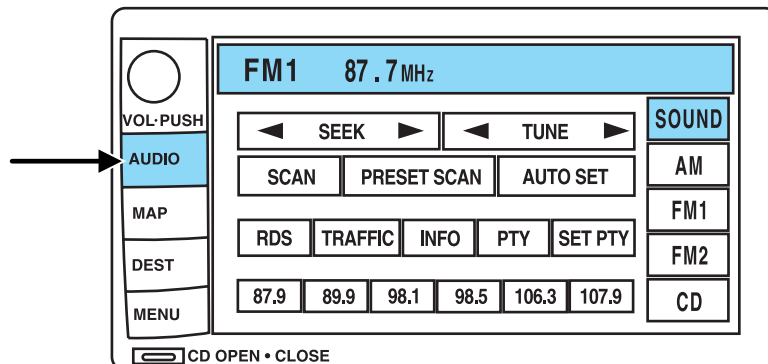 FM1 87.7 MHz
VOL·PUSH
AUDIO
MAP
DEST
MENU
◄ SEEK ► ◄ TUNE ►
SCAN PRESET SCAN AUTO SET
RDS TRAFFIC INFO PTY SET PTY
87.9 89.9 98.1 98.5 106.3 107.9
SOUND
AM
FM1
FM2
CD
CD OPEN • CLOSE